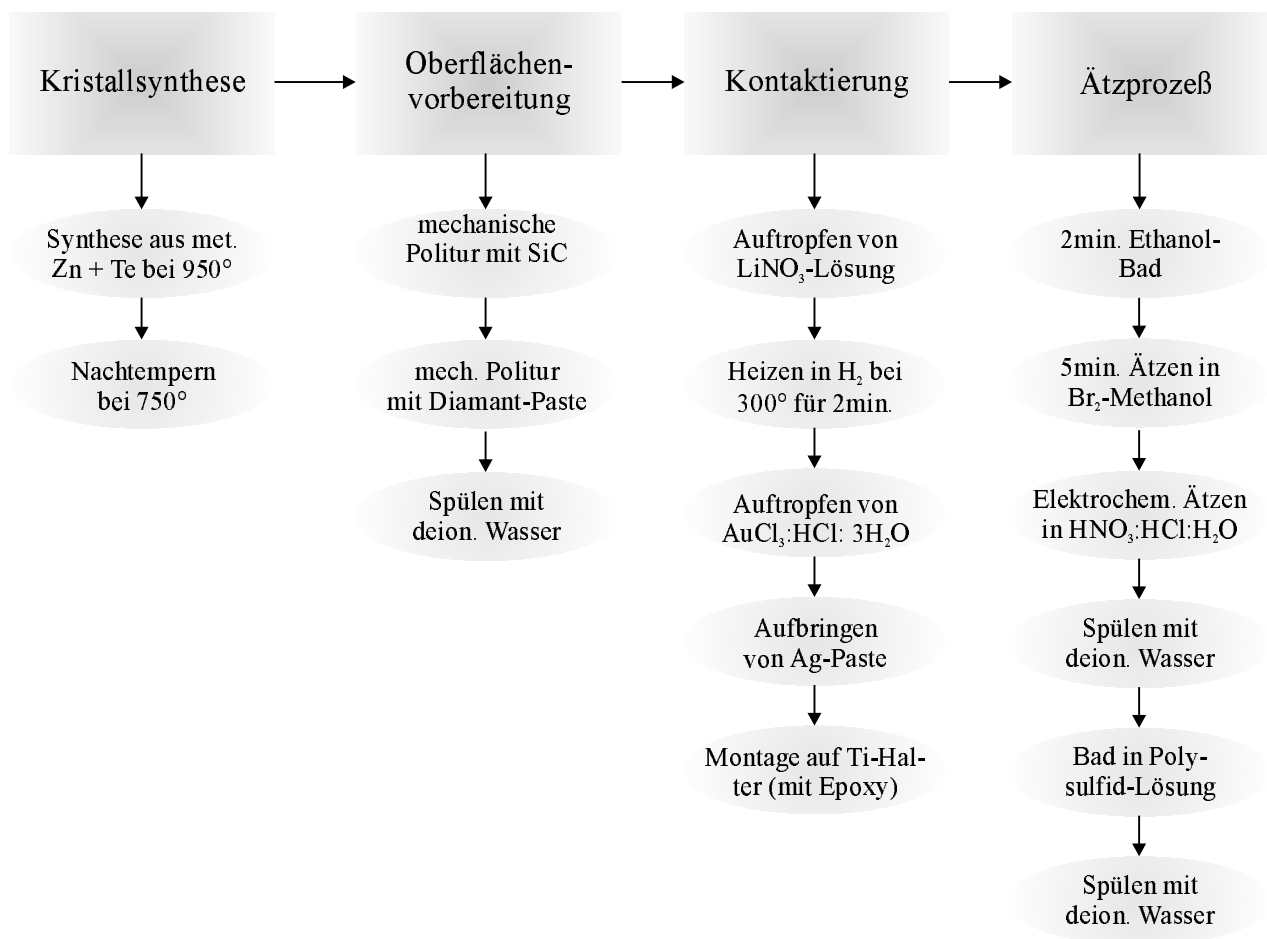 Kristallsynthese
Oberflächen-
vorbereitung
Kontaktierung
Ätzprozeß
Synthese aus met.
Zn + Te bei 950°
Nachtempern
bei 750°
mechanische
Politur mit SiC
mech. Politur
mit Diamant-Paste
Spülen mit
deion. Wasser
Auftropfen von
LiNO₃-Lösung
Heizen in H₂ bei
300° für 2min.
Auftropfen von
AuCl₃:HCl: 3H₂O
Aufbringen
von Ag-Paste
Montage auf Ti-Hal-
ter (mit Epoxy)
2min. Ethanol-
Bad
5min. Ätzen in
Br₂-Methanol
Elektrochem. Ätzen
in HNO₃:HCl:H₂O
Spülen mit
deion. Wasser
Bad in Poly-
sulfid-Lösung
Spülen mit
deion. Wasser